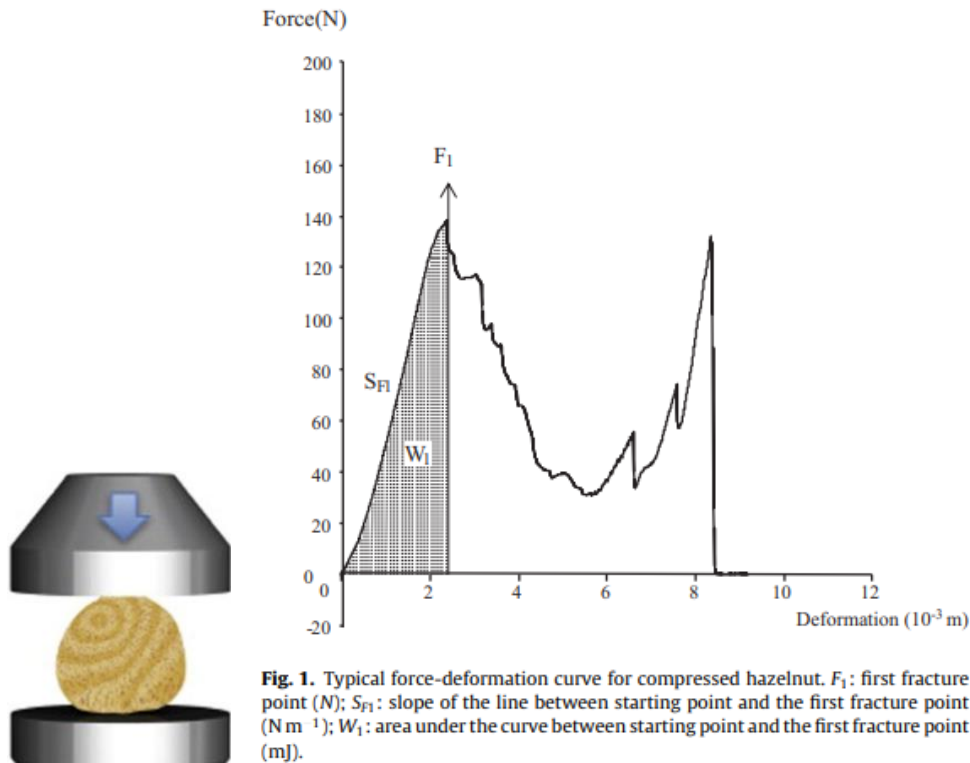 Force(N)
200
180
160
140
120
100
80
60
40
20
0
-20
F1
SF1
W1
0
2
4
6
8
10
12
Deformation (10-3 m)
Fig. 1. Typical force-deformation curve for compressed hazelnut. F1: first fracture
point (N); SF1: slope of the line between starting point and the first fracture point
(N m −1); W1: area under the curve between starting point and the first fracture point
(mJ).